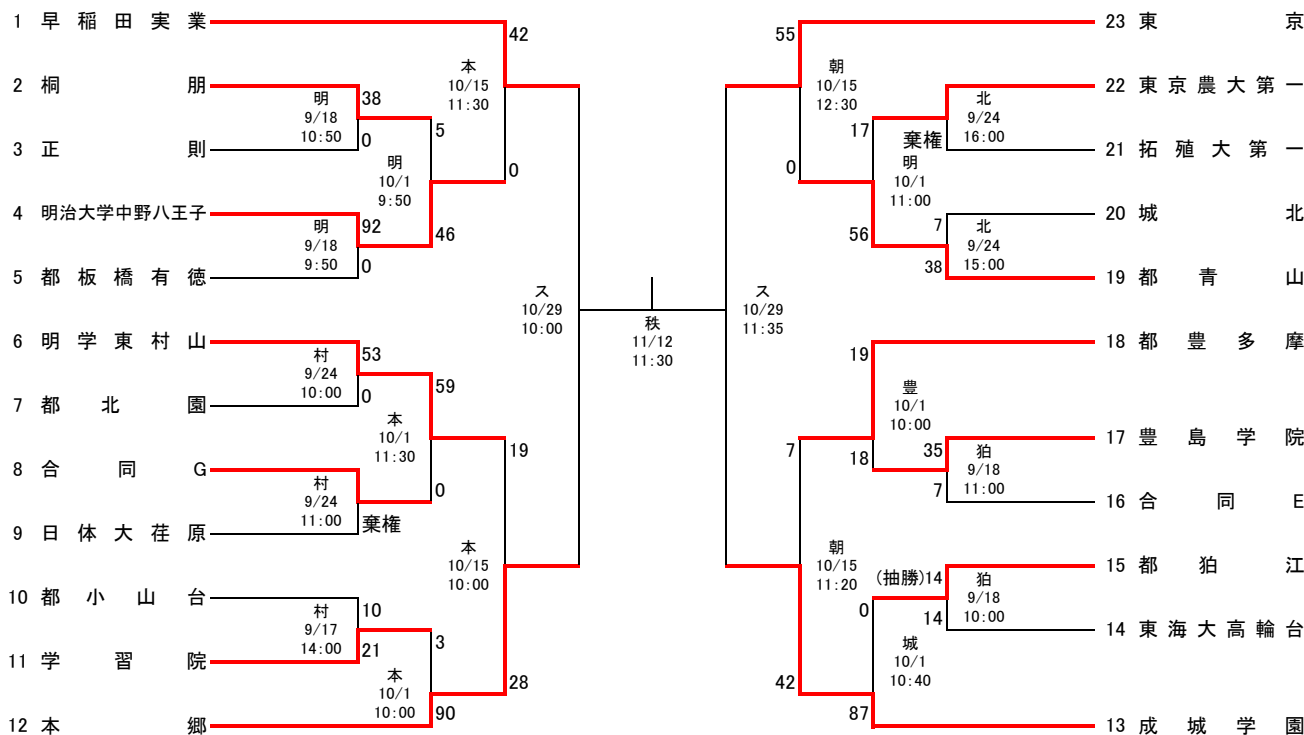 1 早稲田実業
2 桐朋
3 正則
4 明治大学中野八王子
5 都板橋有徳
6 明学東村山
7 都北園
8 合同G
9 日体大荏原
10 都小山台
11 学習院
12 本郷
明
9/18
10:50
38
0
明
9/18
9:50
92
0
村
9/24
10:00
53
0
村
9/24
11:00
棄権
村
9/17
14:00
10
21
明
10/1
9:50
5
46
本
10/1
11:30
59
0
本
10/1
10:00
3
90
本
10/15
11:30
42
0
本
10/15
10:00
19
28
ス
10/29
10:00
秩
11/12
11:30
ス
10/29
11:35
朝
10/15
12:30
55
0
朝
10/15
11:20
7
42
明
10/1
11:00
17
56
豊
10/1
10:00
19
18
城
10/1
10:40
0
87
北
9/24
16:00
棄権
北
9/24
15:00
7
38
狛
9/18
11:00
35
7
狛
9/18
10:00
(抽勝)14
14
23 東京
22 東京農大第一
21 拓殖大第一
20 城北
19 都青山
18 都豊多摩
17 豊島学院
16 合同E
15 都狛江
14 東海大高輪台
13 成城学園